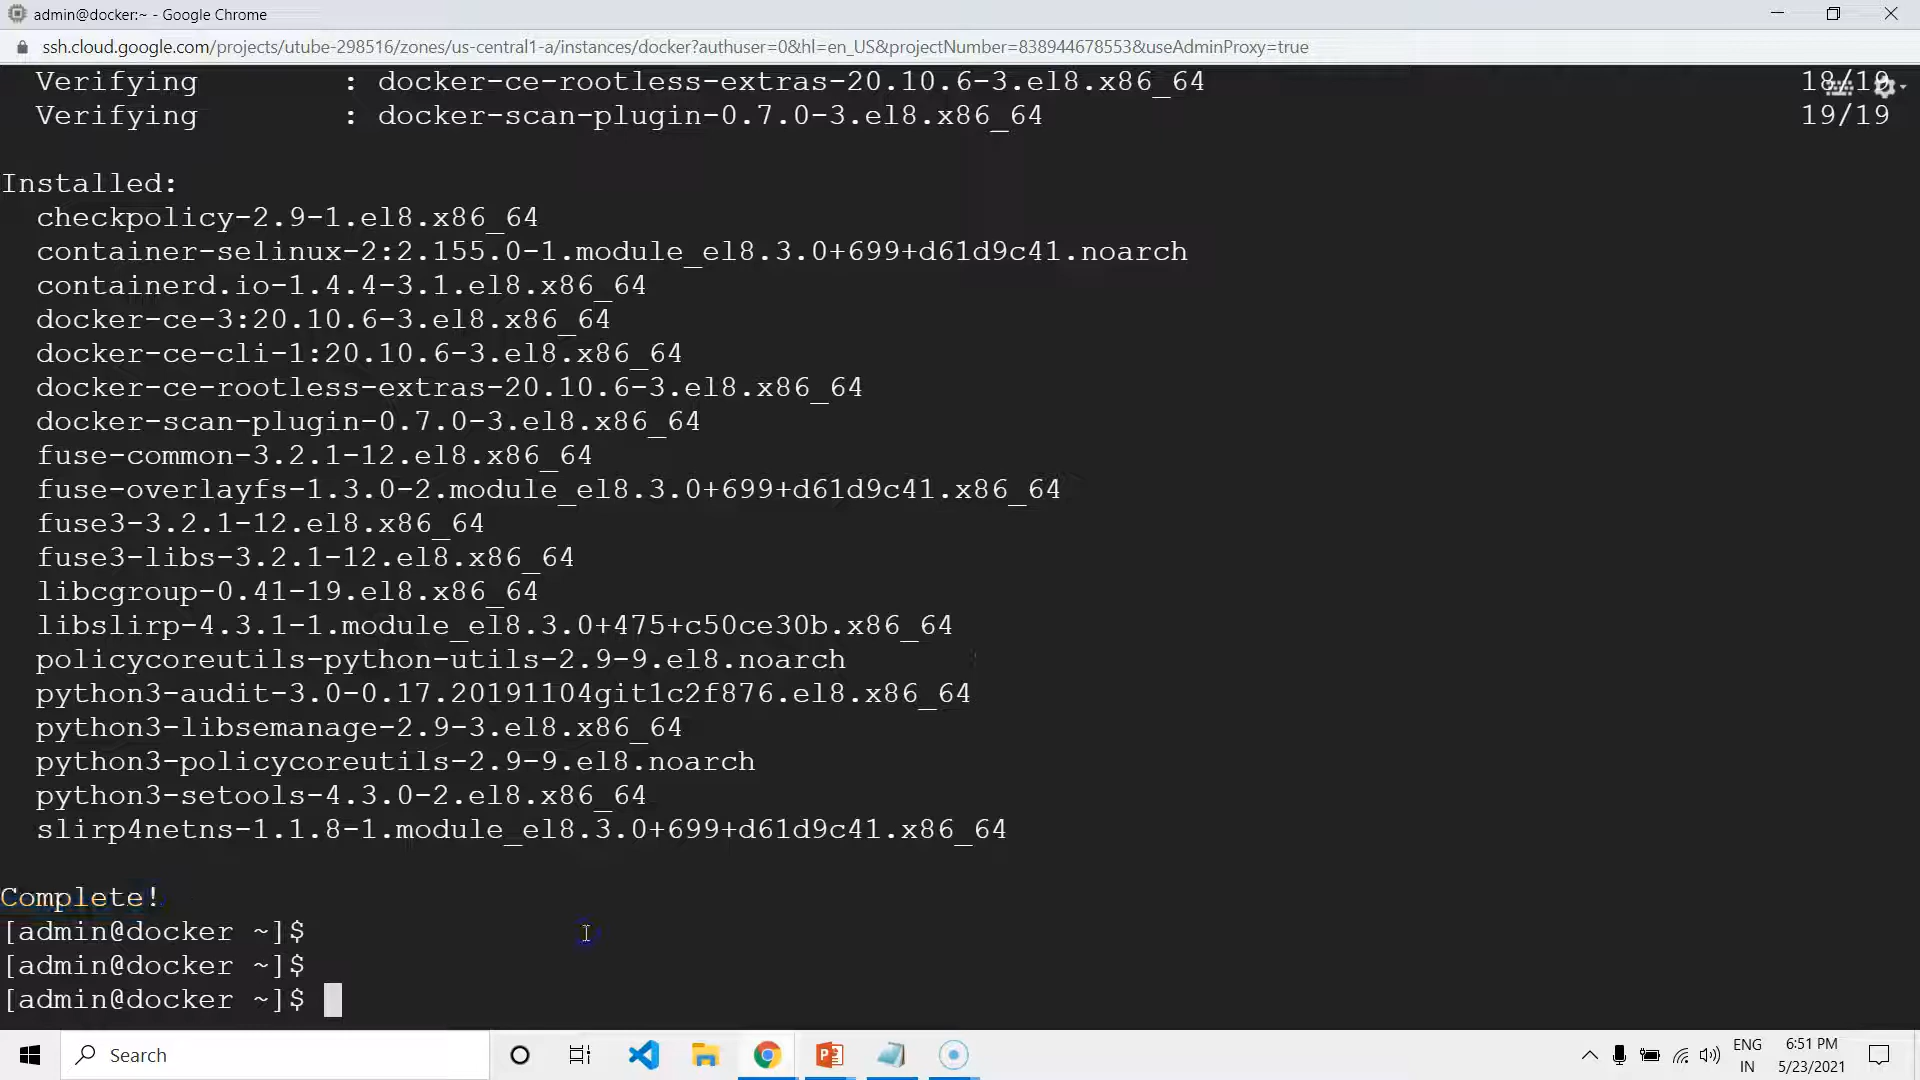 admin@docker:~ - Google Chrome
ssh.cloud.google.com/projects/utube-298516/zones/us-central1-a/instances/docker?authuser=0&hl=en_US&projectNumber=838944678553&useAdminProxy=true
Verifying : docker-ce-rootless-extras-20.10.6-3.el8.x86_64 18/19
Verifying : docker-scan-plugin-0.7.0-3.el8.x86_64 19/19
Installed:
checkpolicy-2.9-1.el8.x86_64
container-selinux-2:2.155.0-1.module_el8.3.0+699+d61d9c41.noarch
containerd.io-1.4.4-3.1.el8.x86_64
docker-ce-3:20.10.6-3.el8.x86_64
docker-ce-cli-1:20.10.6-3.el8.x86_64
docker-ce-rootless-extras-20.10.6-3.el8.x86_64
docker-scan-plugin-0.7.0-3.el8.x86_64
fuse-common-3.2.1-12.el8.x86_64
fuse-overlayfs-1.3.0-2.module_el8.3.0+699+d61d9c41.x86_64
fuse3-3.2.1-12.el8.x86_64
fuse3-libs-3.2.1-12.el8.x86_64
libcgroup-0.41-19.el8.x86_64
libslirp-4.3.1-1.module_el8.3.0+475+c50ce30b.x86_64
policycoreutils-python-utils-2.9-9.el8.noarch
python3-audit-3.0-0.17.20191104git1c2f876.el8.x86_64
python3-libsemanage-2.9-3.el8.x86_64
python3-policycoreutils-2.9-9.el8.noarch
python3-setools-4.3.0-2.el8.x86_64
slirp4netns-1.1.8-1.module_el8.3.0+699+d61d9c41.x86_64
Complete!
[admin@docker ~]$
[admin@docker ~]$
[admin@docker ~]$
Search
ENG
IN
6:51 PM
5/23/2021